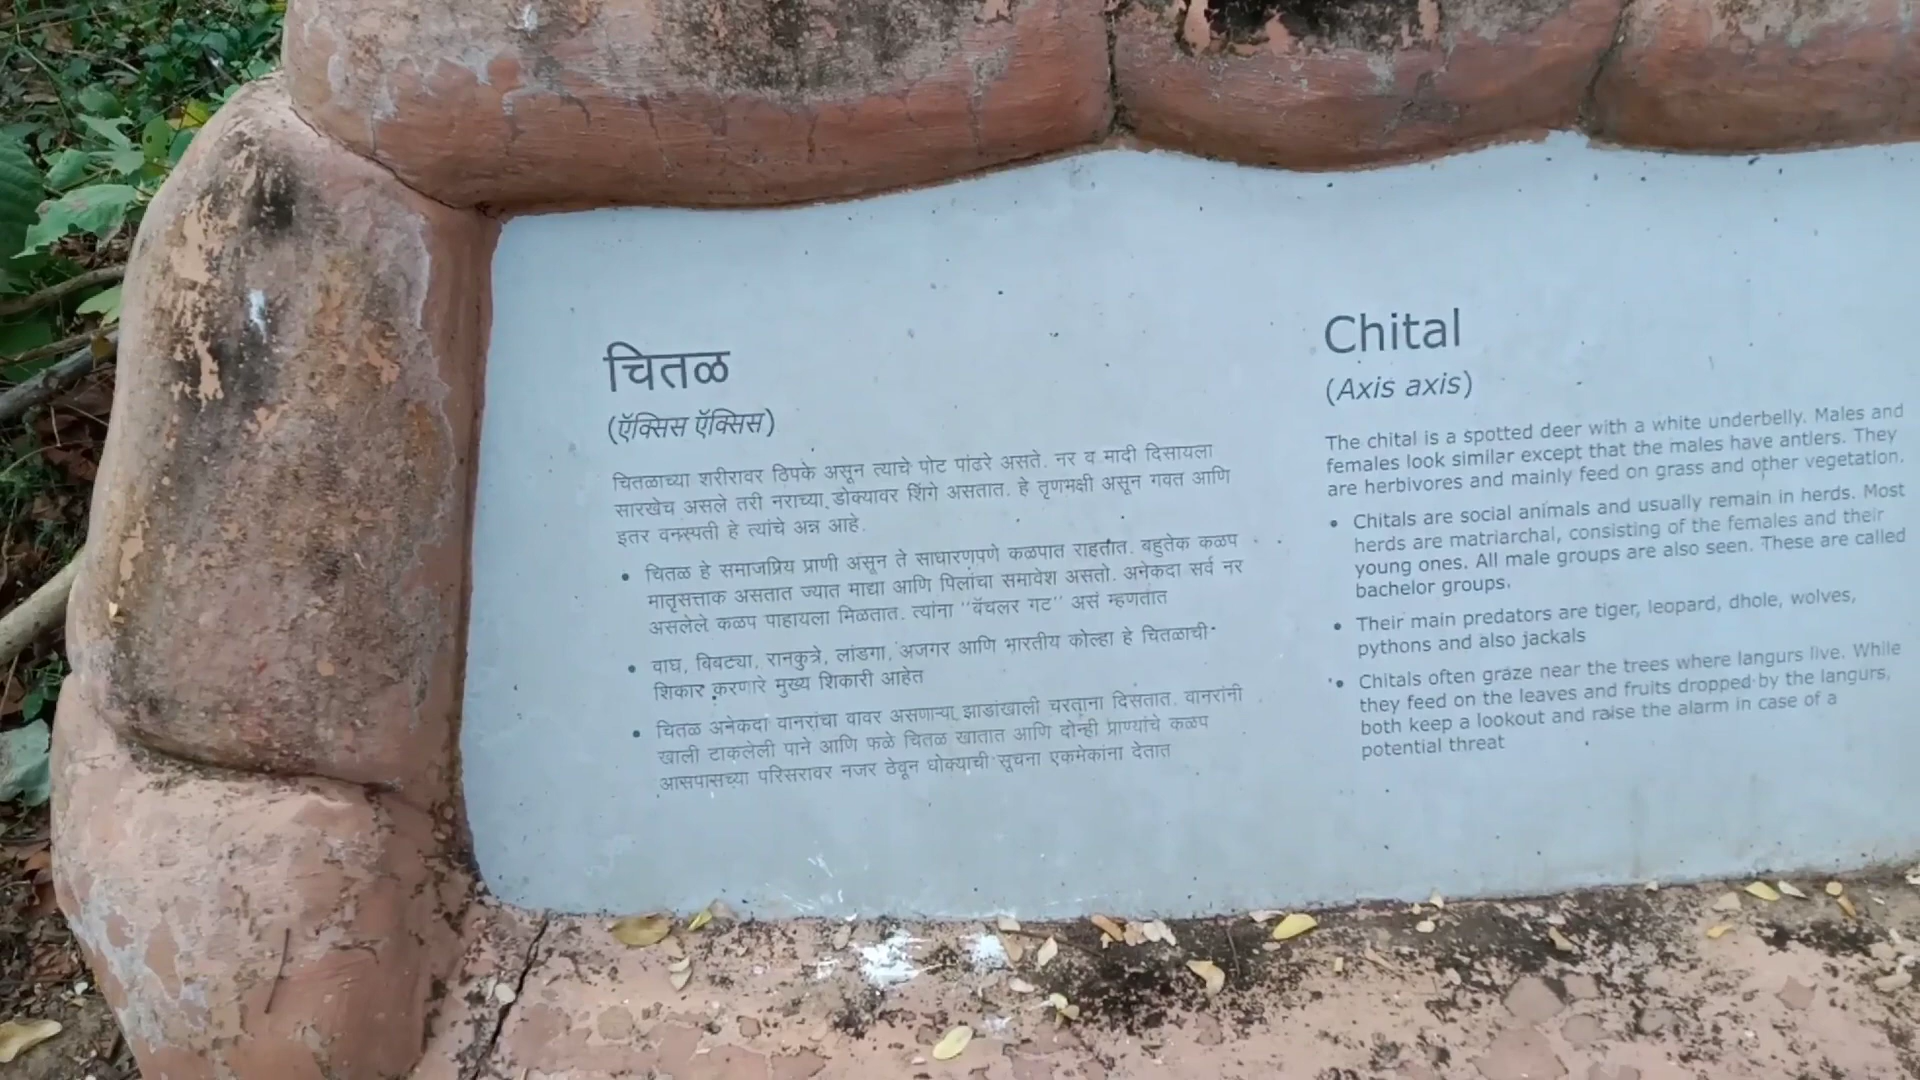 चितळ
(ऍक्सिस ऍक्सिस)
चितळाच्या शरीरावर ठिपके असून त्याचे पोट पांढरे असते. नर व मादी दिसायला
सारखेच असले तरी नराच्या डोक्यावर शिंगे असतात. हे तृणभक्षी असून गवत आणि
इतर वनस्पती हे त्यांचे अन्न आहे.
• चितळ हे समाजप्रिय प्राणी असून ते साधारणपणे कळपात राहतात. बहुतेक कळप
मातृसत्ताक असतात ज्यात माद्या आणि पिलांचा समावेश असतो. अनेकदा सर्व नर
असलेले कळप पाहायला मिळतात. त्यांना "बॅचलर गट" असं म्हणतात
• वाघ, बिबट्या, रानकुत्रे, लांडगा, अजगर आणि भारतीय कोल्हा हे चितळाची
शिकार करणारे मुख्य शिकारी आहेत
• चितळ अनेकदा वानरांचा वावर असणाऱ्या झाडांखाली चरताना दिसतात. वानरांनी
खाली टाकलेली पाने आणि फळे चितळ खातात आणि दोन्ही प्राण्यांचे कळप
आसपासच्या परिसरावर नजर ठेवून धोक्याची सूचना एकमेकांना देतात
Chital
(Axis axis)
The chital is a spotted deer with a white underbelly. Males and
females look similar except that the males have antlers. They
are herbivores and mainly feed on grass and other vegetation.
• Chitals are social animals and usually remain in herds. Most
herds are matriarchal, consisting of the females and their
young ones. All male groups are also seen. These are called
bachelor groups.
• Their main predators are tiger, leopard, dhole, wolves,
pythons and also jackals
• Chitals often graze near the trees where langurs live. While
they feed on the leaves and fruits dropped by the langurs,
both keep a lookout and raise the alarm in case of a
potential threat